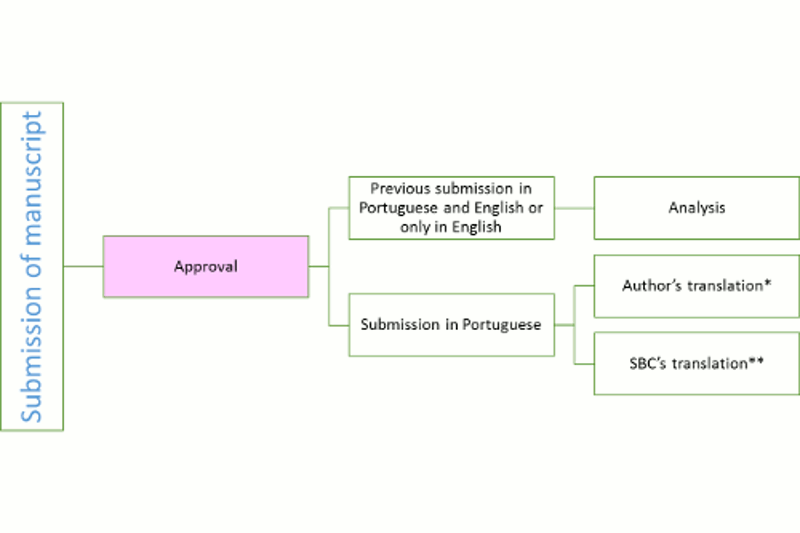 Submission of manuscript
Approval
Previous submission in
Portuguese and English or
only in English
Analysis
Submission in Portuguese
Author's translation*
SBC's translation**